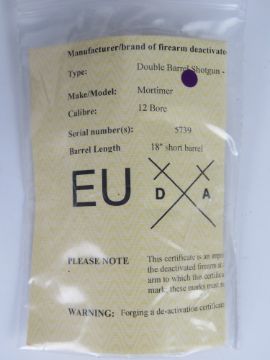 Manufacturer/brand of firearm deactivate
Type: Double Barrel Shotgun -
Make/Model: Mortimer
Calibre: 12 Bore
Serial number(s): 5739
Barrel Length 18" short barrel
EU D A
PLEASE NOTE This certificate is an
the deactivated firearm
arm to which this certifica
mark, these marks must
WARNING: Forging a de-activation certificate